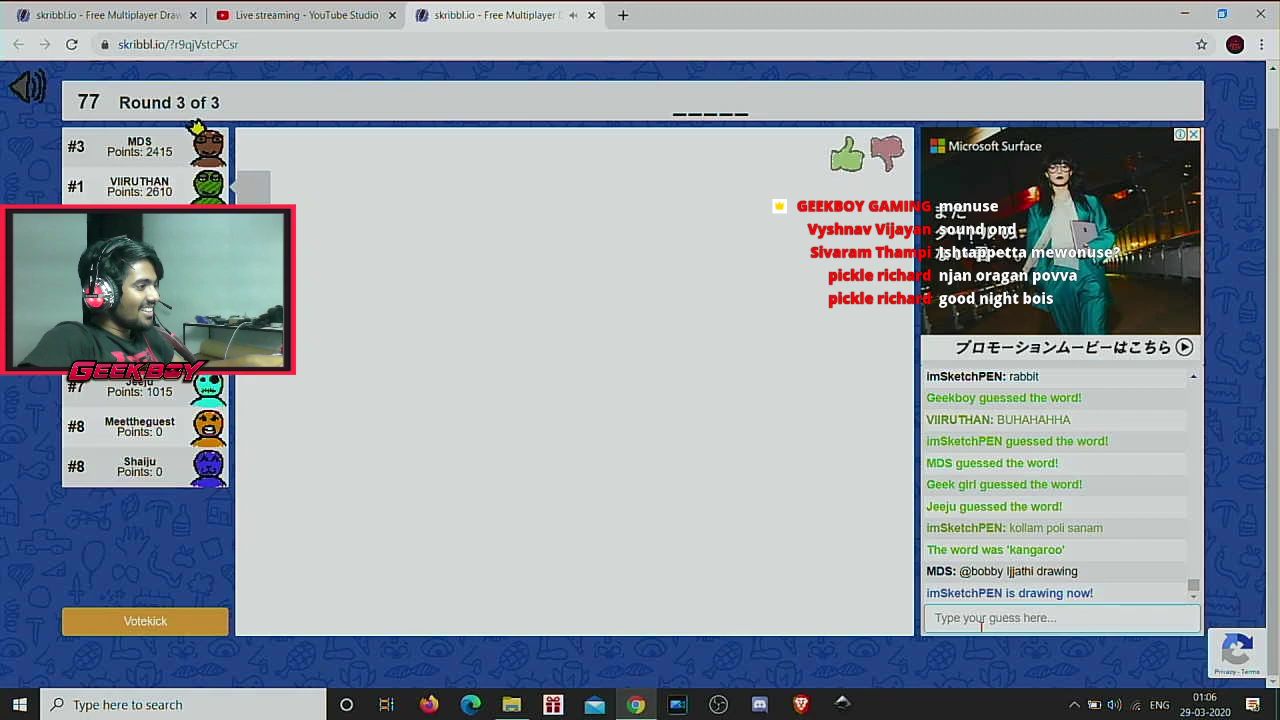 skribbl.io - Free Multiplayer Draw
Live streaming - YouTube Studio
skribbl.io - Free Multiplayer D
skribbl.io/?r9qjVstcPCsr
77 Round 3 of 3
_____
#3 MDS
Points: 2415
#1 VIIRUTHAN
Points: 2610
GEEKBOY
#7 Jeeju
Points: 1015
#8 Meettheguest
Points: 0
#8 Shaiju
Points: 0
Votekick
Microsoft Surface
GEEKBOY GAMING monuse
Vyshnav Vijayan sound ond
Sivaram Thampi Ishtappetta mewonuse?
pickle richard njan oragan povva
pickle richard good night bois
プロモーションムービーはこちら
imSketchPEN: rabbit
Geekboy guessed the word!
VIIRUTHAN: BUHAHAHHA
imSketchPEN guessed the word!
MDS guessed the word!
Geek girl guessed the word!
Jeeju guessed the word!
imSketchPEN: kollam poli sanam
The word was 'kangaroo'
MDS: @bobby Ijjathi drawing
imSketchPEN is drawing now!
Type your guess here...
Privacy - Terms
Type here to search
ENG
01:06
29-03-2020